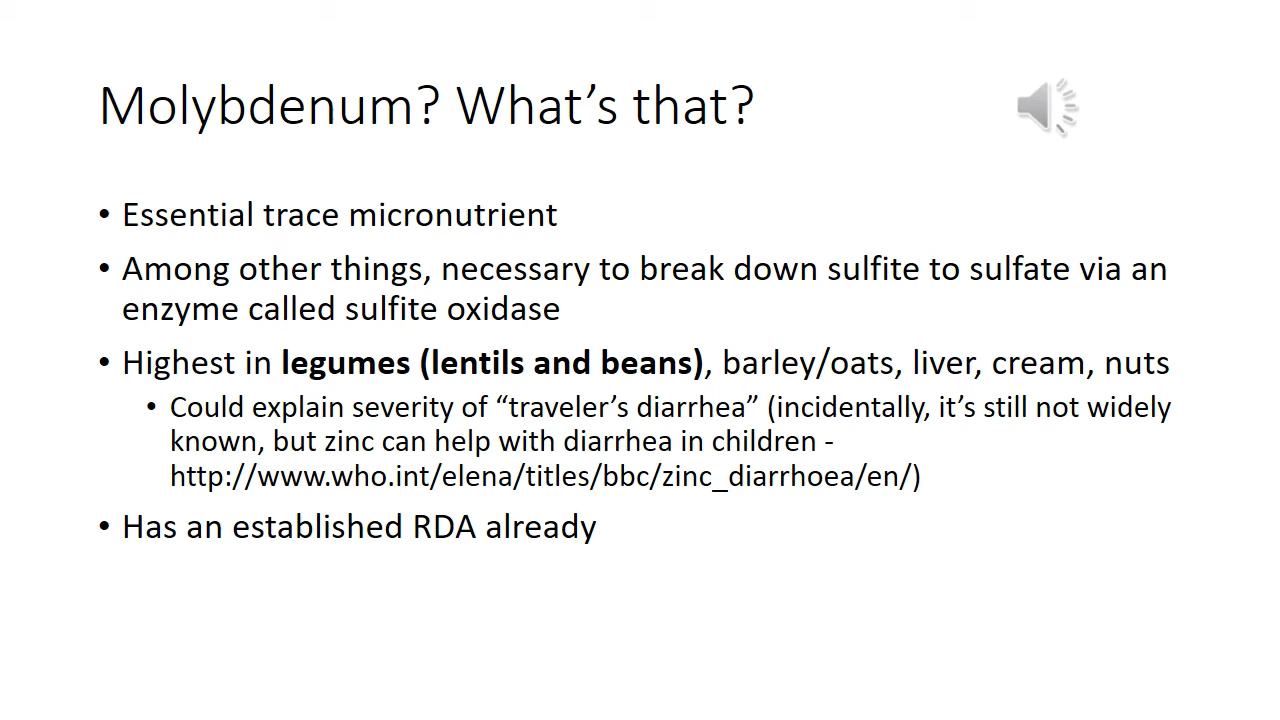 Molybdenum? What’s that?
• Essential trace micronutrient
• Among other things, necessary to break down sulfite to sulfate via an
enzyme called sulfite oxidase
• Highest in legumes (lentils and beans), barley/oats, liver, cream, nuts
• Could explain severity of “traveler’s diarrhea” (incidentally, it’s still not widely
known, but zinc can help with diarrhea in children -
http://www.who.int/elena/titles/bbc/zinc_diarrhoea/en/)
• Has an established RDA already